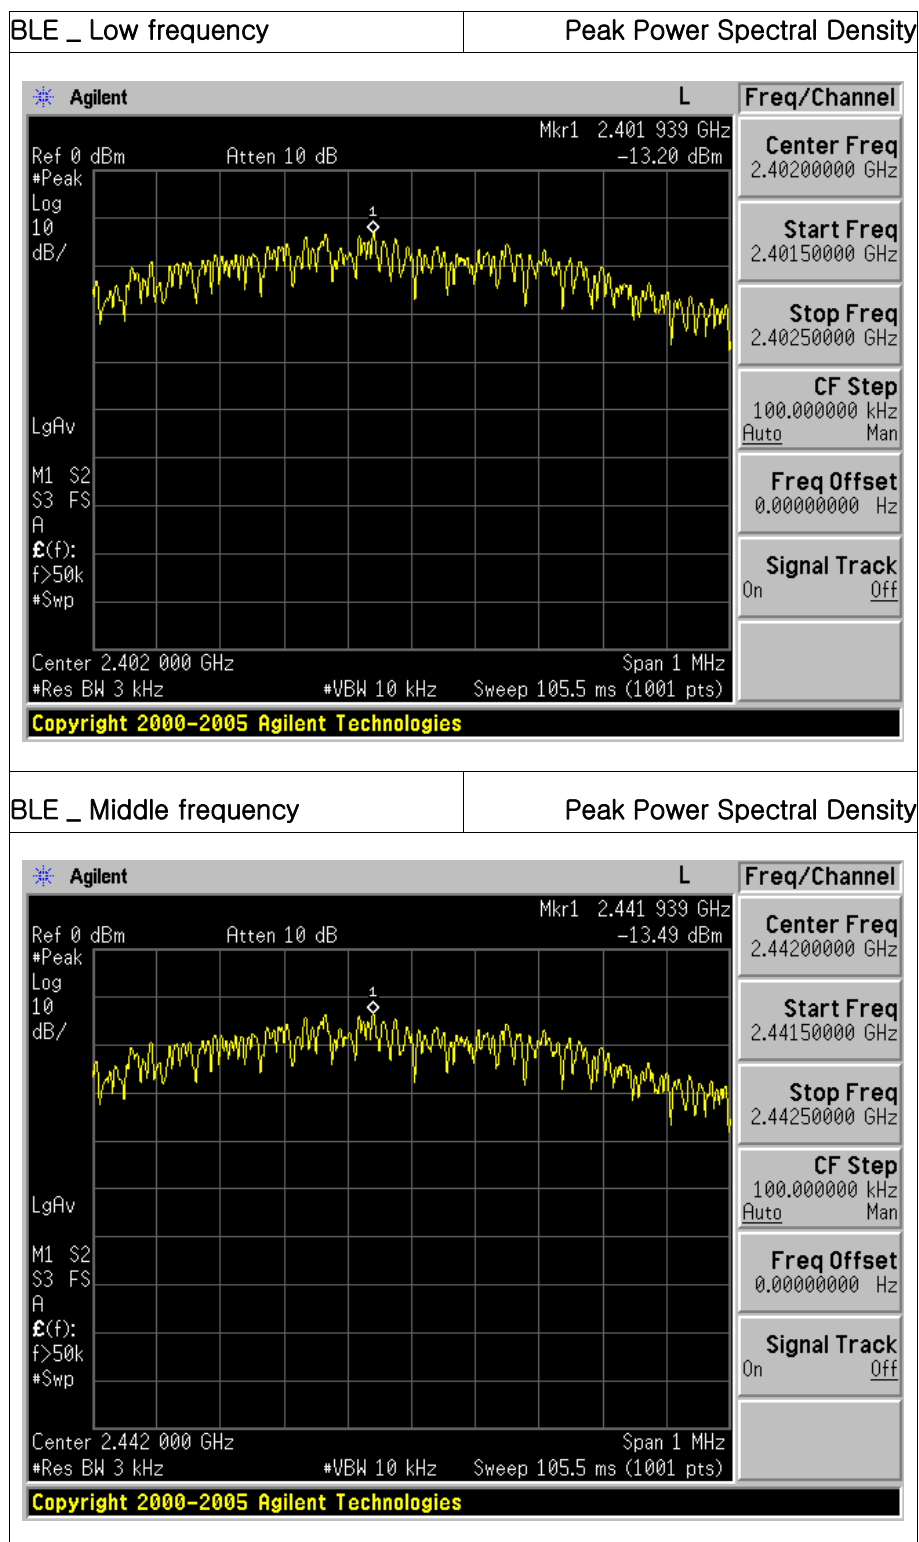 BLE _ Low frequency Peak Power Spectral Density
Agilent L Freq/Channel
Mkr1 2.401 939 GHz
Ref 0 dBm Atten 10 dB -13.20 dBm
#Peak
Log
10
dB/
1
LgAv
M1 S2
S3 FS
A
£(f):
f>50k
#Swp
Center 2.402 000 GHz Span 1 MHz
#Res BW 3 kHz #VBW 10 kHz Sweep 105.5 ms (1001 pts)
Copyright 2000-2005 Agilent Technologies
Center Freq
2.40200000 GHz
Start Freq
2.40150000 GHz
Stop Freq
2.40250000 GHz
CF Step
100.000000 kHz
Auto Man
Freq Offset
0.00000000 Hz
Signal Track
On Off
BLE _ Middle frequency Peak Power Spectral Density
Agilent L Freq/Channel
Mkr1 2.441 939 GHz
Ref 0 dBm Atten 10 dB -13.49 dBm
#Peak
Log
10
dB/
1
LgAv
M1 S2
S3 FS
A
£(f):
f>50k
#Swp
Center 2.442 000 GHz Span 1 MHz
#Res BW 3 kHz #VBW 10 kHz Sweep 105.5 ms (1001 pts)
Copyright 2000-2005 Agilent Technologies
Center Freq
2.44200000 GHz
Start Freq
2.44150000 GHz
Stop Freq
2.44250000 GHz
CF Step
100.000000 kHz
Auto Man
Freq Offset
0.00000000 Hz
Signal Track
On Off